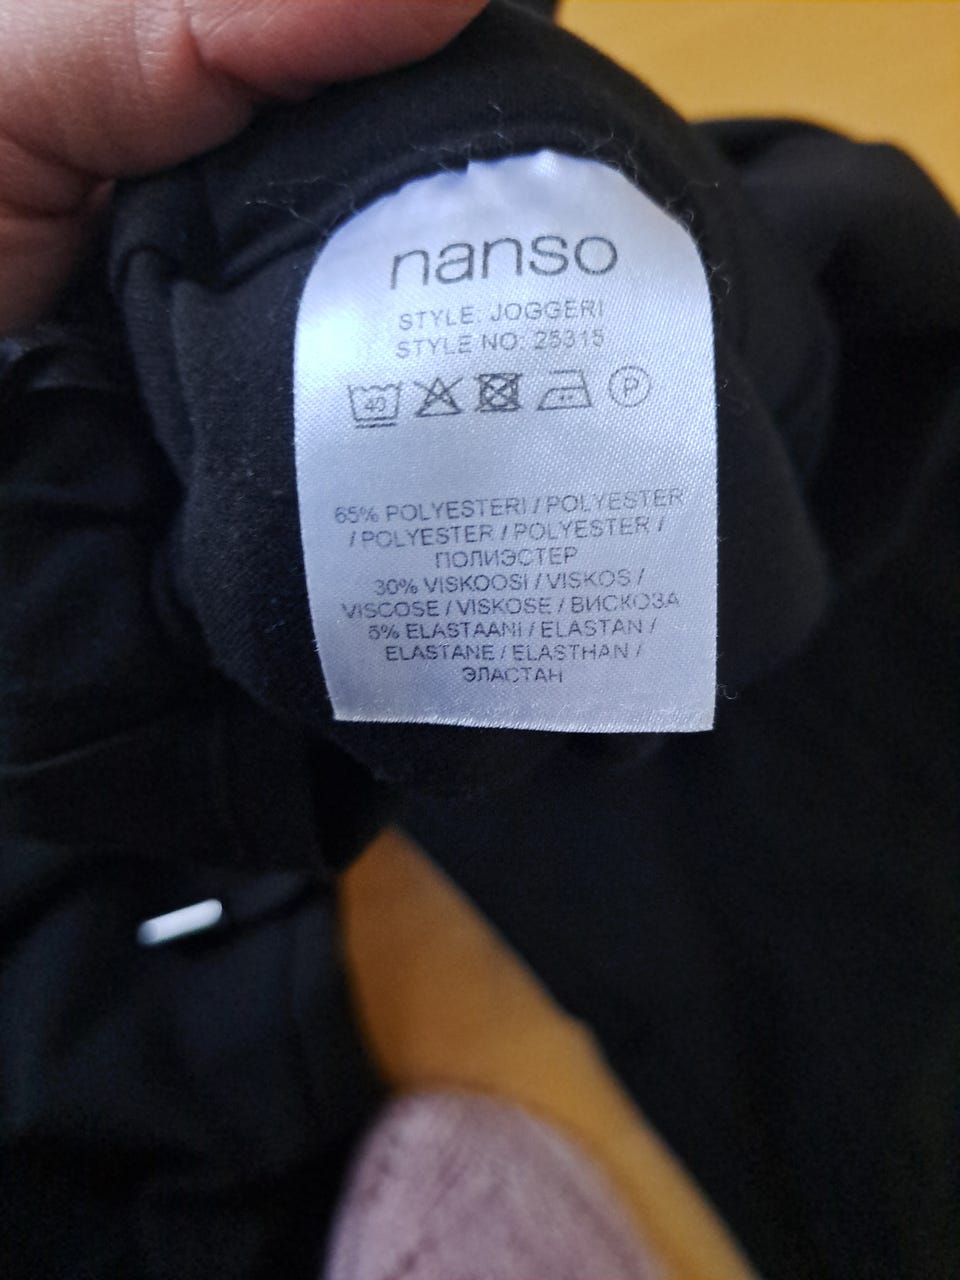 nanso
STYLE: JOGGERI
STYLE NO: 25315
40 P
65% POLYESTERI / POLYESTER
/ POLYESTER / POLYESTER /
ПОЛИЭСТЕР
30% VISKOOSI / VISKOS /
VISCOSE / VISKOSE / ВИСКОЗА
5% ELASTAANI / ELASTAN /
ELASTANE / ELASTHAN /
ЭЛАСТАН